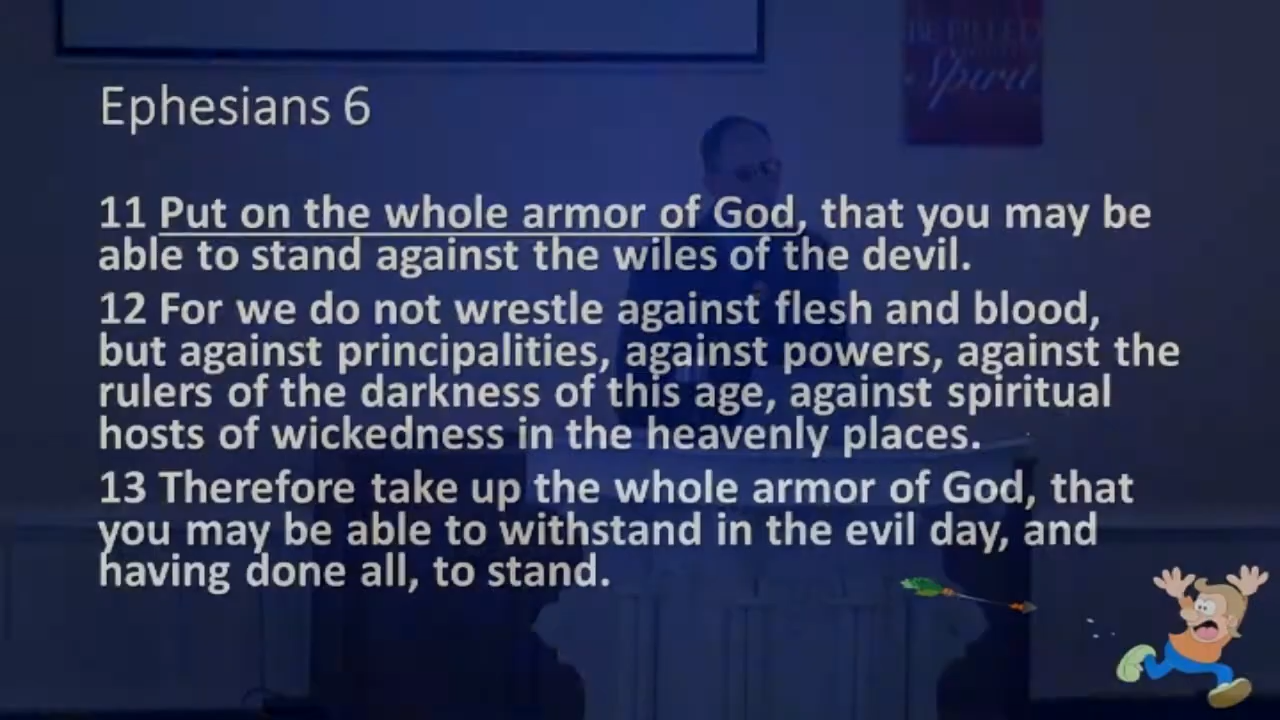 Ephesians 6
11 Put on the whole armor of God, that you may be
able to stand against the wiles of the devil.
12 For we do not wrestle against flesh and blood,
but against principalities, against powers, against the
rulers of the darkness of this age, against spiritual
hosts of wickedness in the heavenly places.
13 Therefore take up the whole armor of God, that
you may be able to withstand in the evil day, and
having done all, to stand.
BE FILLED
Spirit